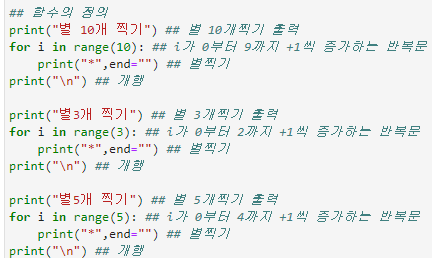 ## 함수의 정의
print("별 10개 찍기") ## 별 10개찍기 출력
for i in range(10): ## i가 0부터 9까지 +1씩 증가하는 반복문
    print("*",end="") ## 별찍기
print("\n") ## 개행

print("별3개 찍기") ## 별 3개찍기 출력
for i in range(3): ## i가 0부터 2까지 +1씩 증가하는 반복문
    print("*",end="") ## 별찍기
print("\n") ## 개행

print("별5개 찍기") ## 별 5개찍기 출력
for i in range(5): ## i가 0부터 4까지 +1씩 증가하는 반복문
    print("*",end="") ## 별찍기
print("\n") ## 개행